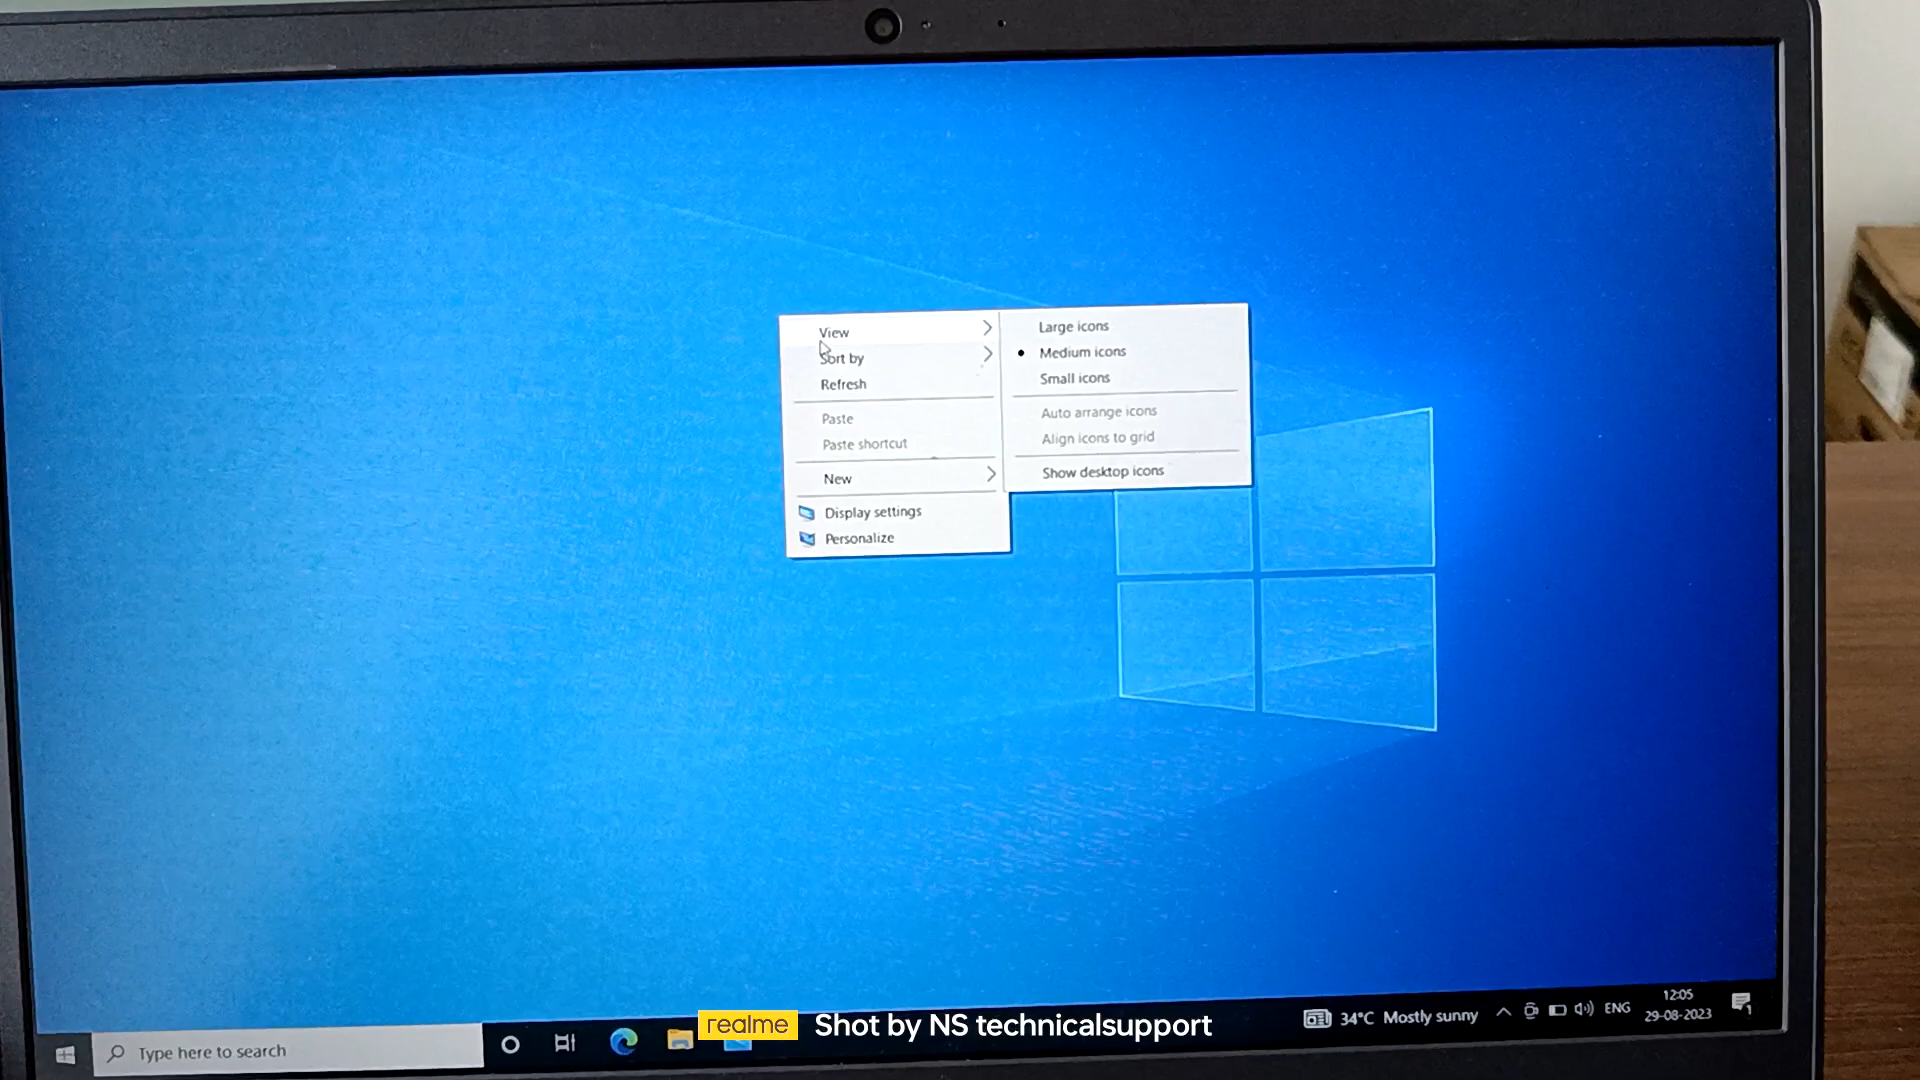 View
Sort by
Refresh
Paste
Paste shortcut
New
Display settings
Personalize
Large icons
Medium icons
Small icons
Auto arrange icons
Align icons to grid
Show desktop icons
Type here to search
realme Shot by NS technicalsupport
34°C Mostly sunny
ENG
12:05
29-08-2023
1